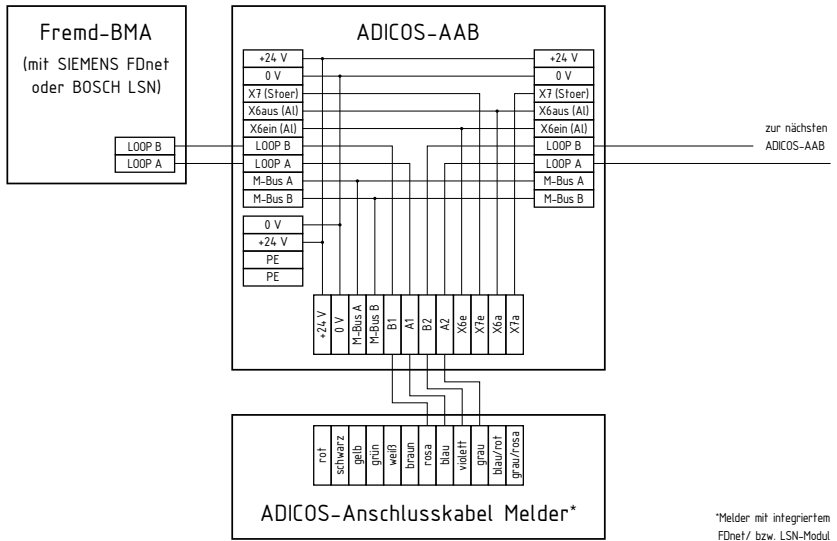 Fremd-BMA
(mit SIEMENS FDnet
oder BOSCH LSN)
LOOP B
LOOP A
ADICOS-AAB
+24 V
0 V
X7 (Stoer)
X6aus (Al)
X6ein (Al)
LOOP B
LOOP A
M-Bus A
M-Bus B
0 V
+24 V
PE
PE
+24 V
0 V
X7 (Stoer)
X6aus (Al)
X6ein (Al)
LOOP B
LOOP A
M-Bus A
M-Bus B
zur nächsten
ADICOS-AAB
+24 V
0 V
M-Bus A
M-Bus B
B1
A1
B2
A2
X6e
X7e
X6a
X7a
rot
schwarz
gelb
grün
weiß
braun
rosa
blau
violett
grau
blau/rot
grau/rosa
ADICOS-Anschlusskabel Melder*
*Melder mit integriertem
FDnet/ bzw. LSN-Modul